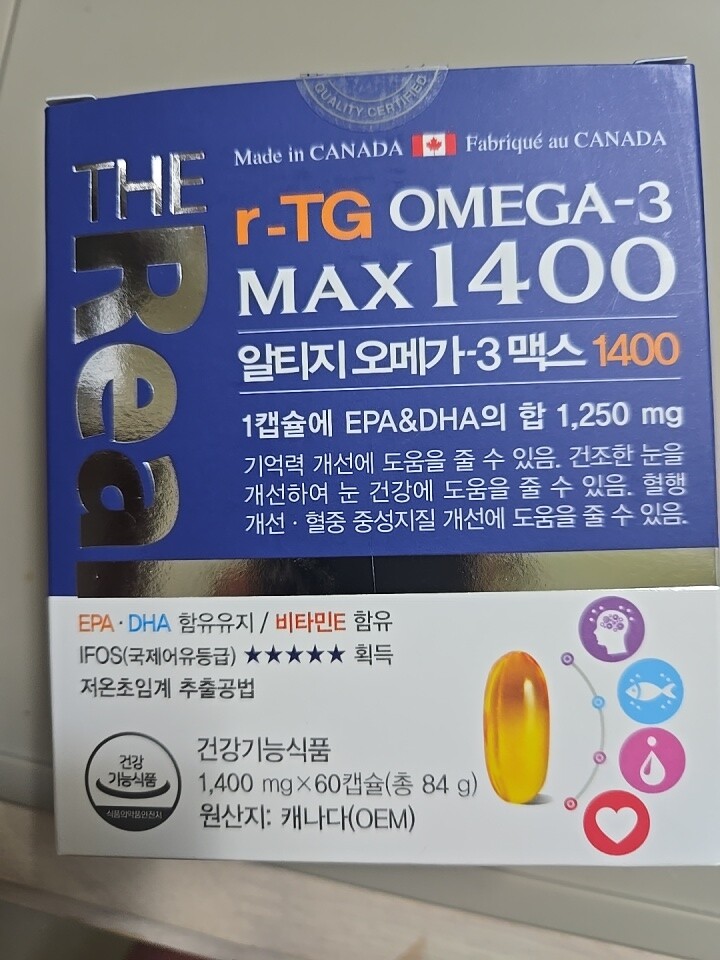 QUALITY CERTIFIED
Made in CANADA Fabriqué au CANADA
THE Real
r-TG OMEGA-3
MAX 1400
알티지 오메가-3 맥스 1400
1캡슐에 EPA&DHA의 합 1,250 mg
기억력 개선에 도움을 줄 수 있음. 건조한 눈을
개선하여 눈 건강에 도움을 줄 수 있음. 혈행
개선 · 혈중 중성지질 개선에 도움을 줄 수 있음.
EPA · DHA 함유유지 / 비타민E 함유
IFOS(국제어유등급) ★★★★★ 획득
저온초임계 추출공법
건강
기능식품
식품의약품안전처
건강기능식품
1,400 mg×60캡슐(총 84 g)
원산지: 캐나다(OEM)